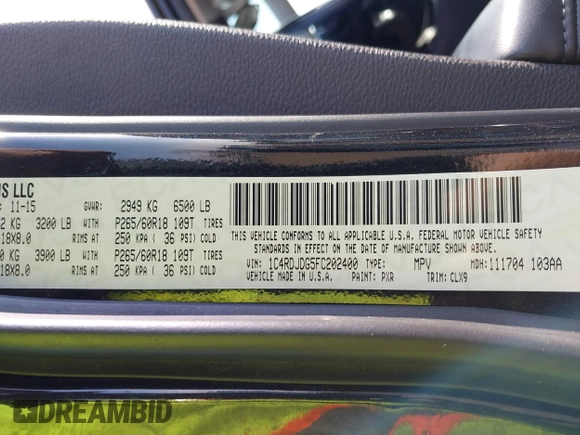 US LLC
: 11-15 GVWR: 2949 KG 6500 LB
2 KG 3200 LB WITH P265/60R18 109T TIRES
18X8.0 RIMS AT 250 KPA ( 36 PSI) COLD
0 KG 3900 LB WITH P265/60R18 109T TIRES
18X8.0 RIMS AT 250 KPA ( 36 PSI) COLD
THIS VEHICLE CONFORMS TO ALL APPLICABLE U.S.A. FEDERAL MOTOR VEHICLE SAFETY
STANDARDS IN EFFECT ON THE DATE OF MANUFACTURE SHOWN ABOVE
VIN: 1C4RDJDG5FC202400 TYPE: MPV MDH: 111704 103AA
VEHICLE MADE IN U.S.A. PAINT: PXR TRIM: CLX9
DREAMBID